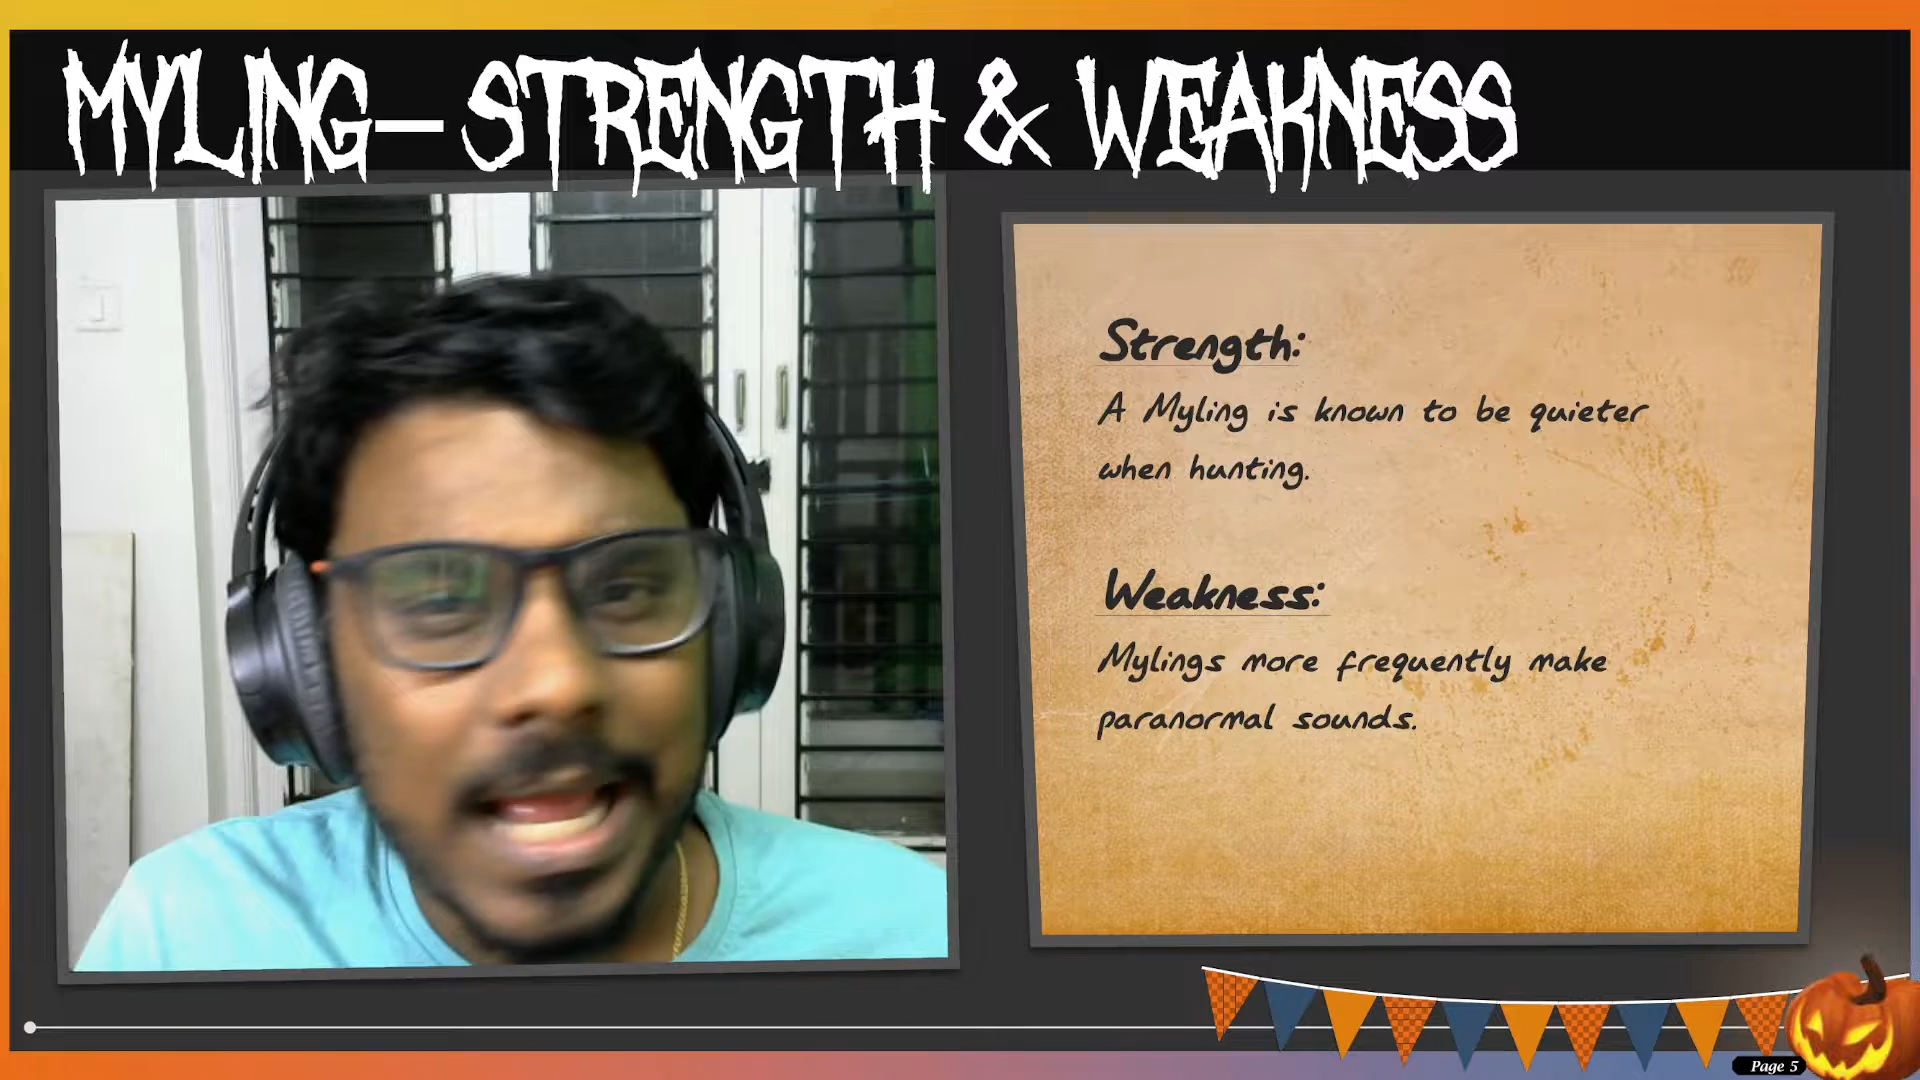 MYLING– STRENGTH & WEAKNESS
Strength:
A Myling is known to be quieter
when hunting.
Weakness:
Mylings more frequently make
paranormal sounds.
Page 5